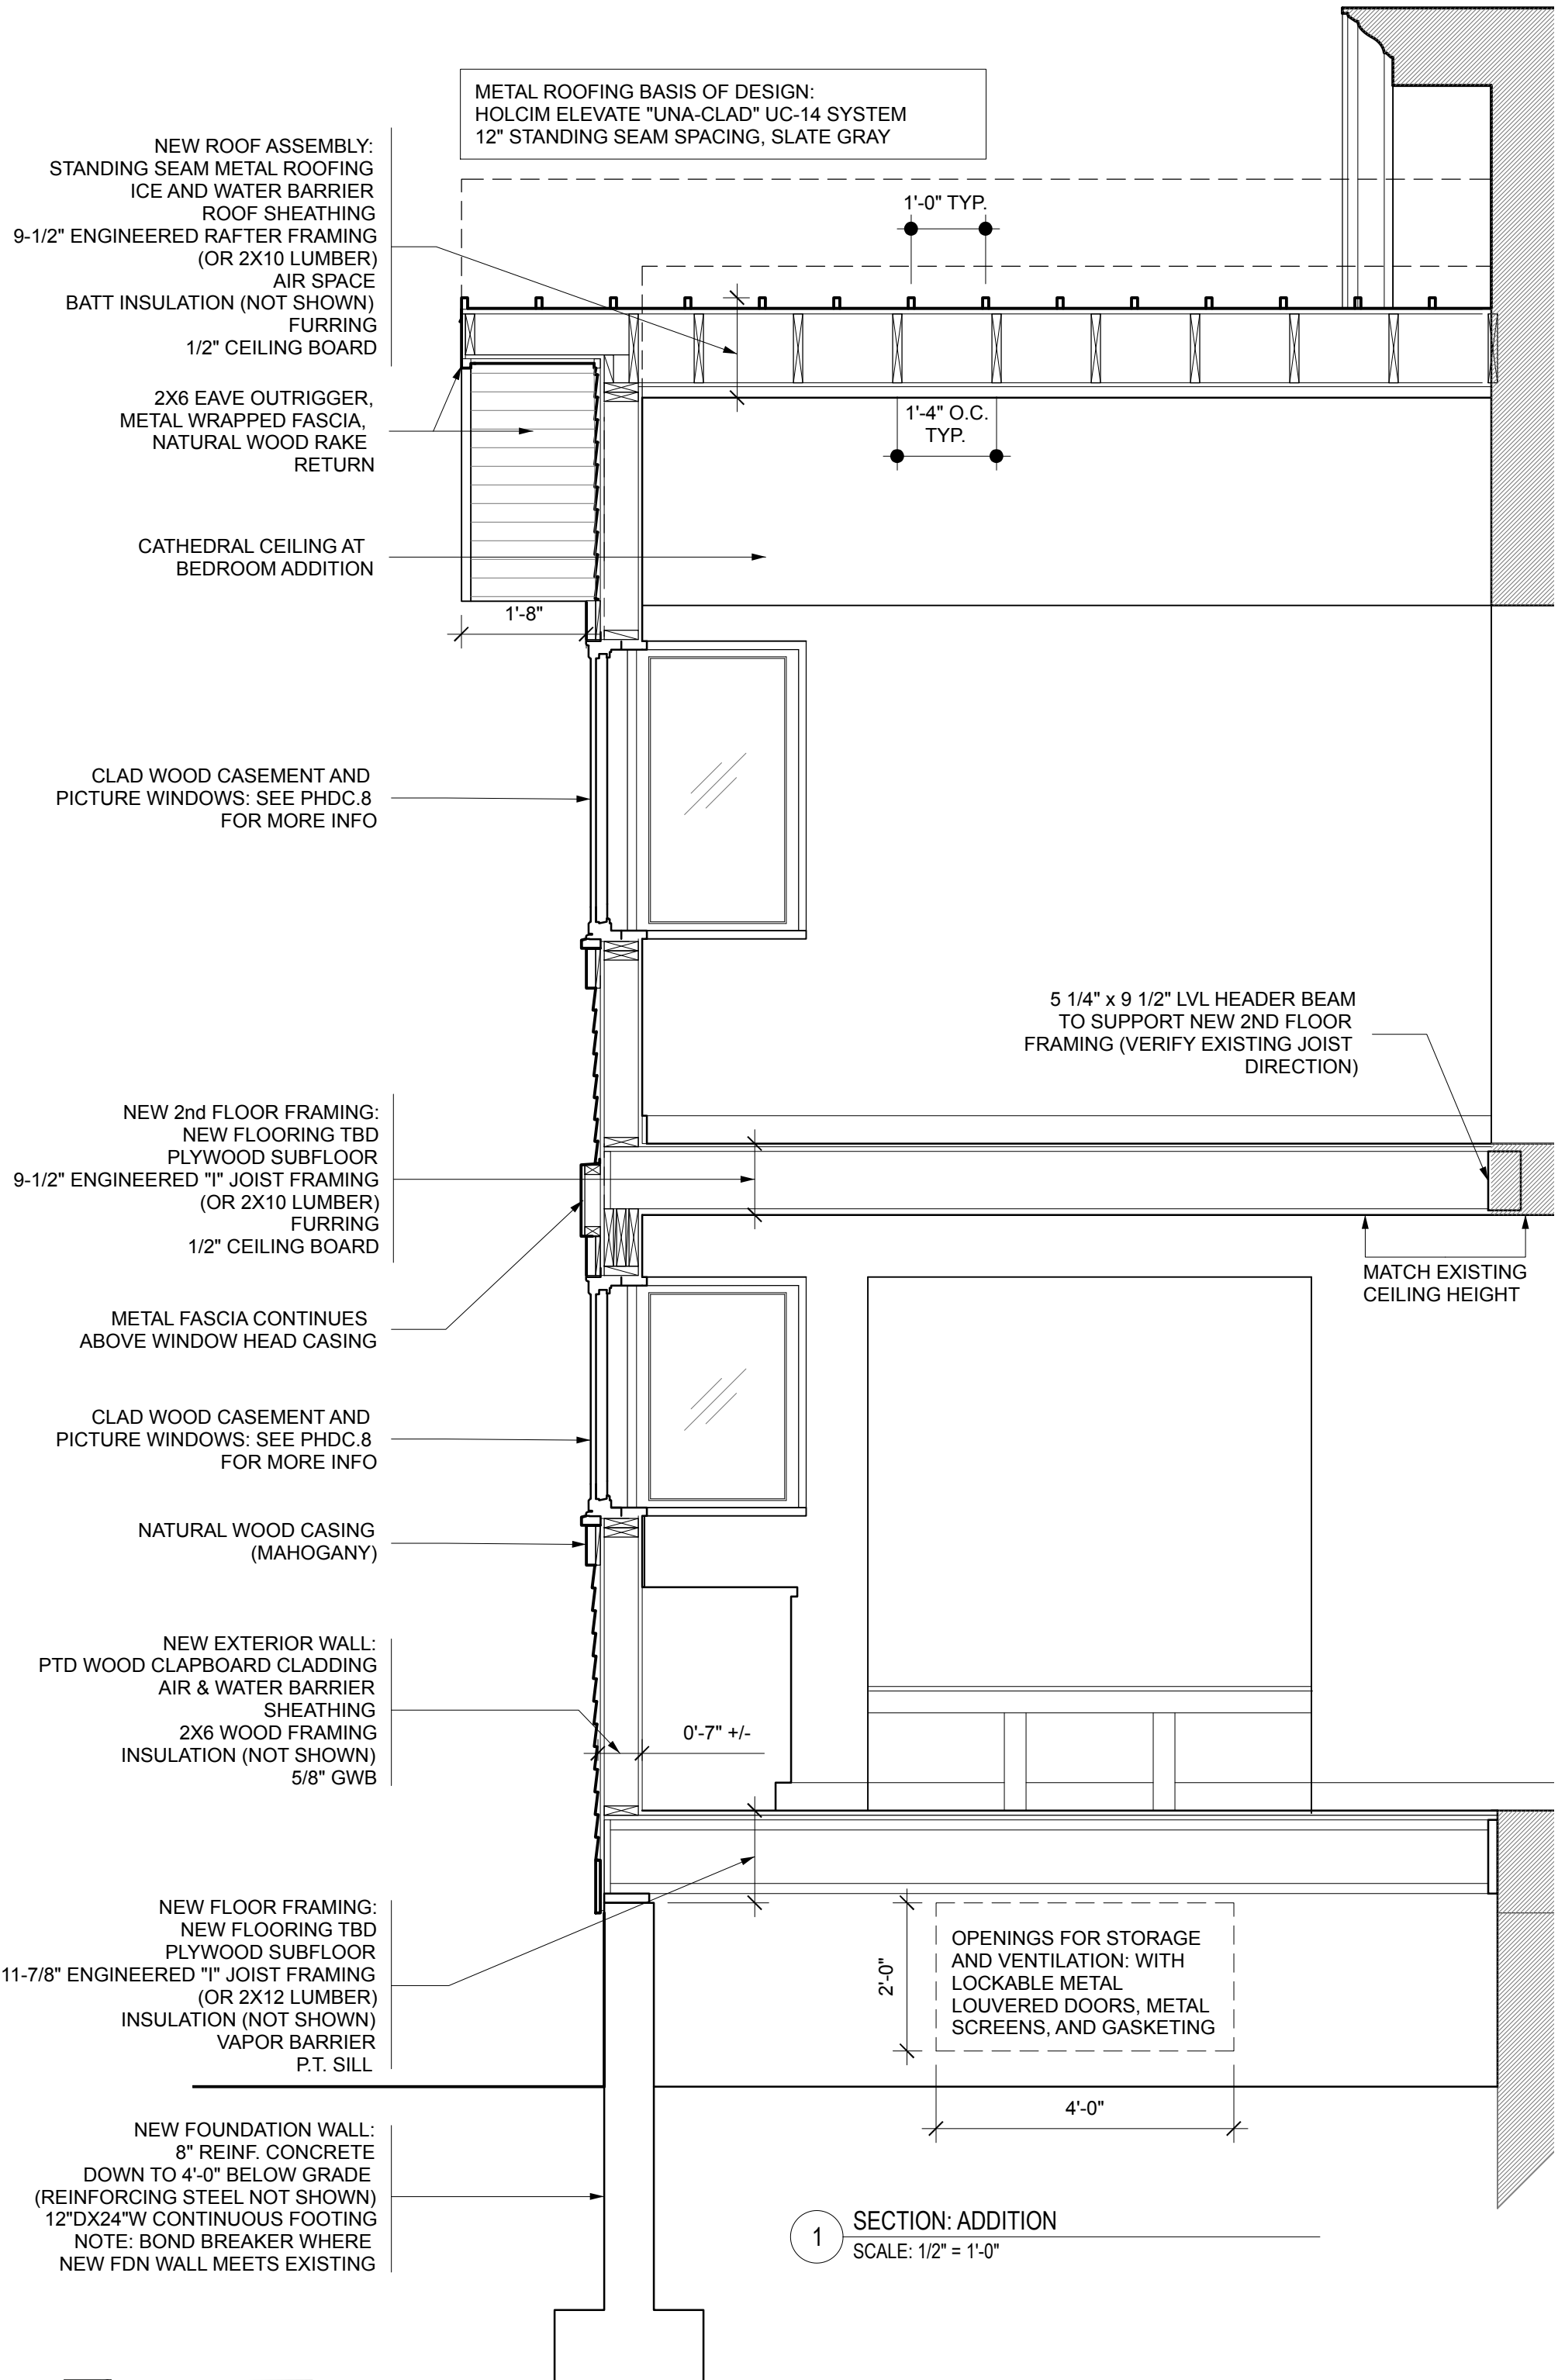 METAL ROOFING BASIS OF DESIGN:
HOLCIM ELEVATE "UNA-CLAD" UC-14 SYSTEM
12" STANDING SEAM SPACING, SLATE GRAY
NEW ROOF ASSEMBLY:
STANDING SEAM METAL ROOFING
ICE AND WATER BARRIER
ROOF SHEATHING
9-1/2" ENGINEERED RAFTER FRAMING
(OR 2X10 LUMBER)
AIR SPACE
BATT INSULATION (NOT SHOWN)
FURRING
1/2" CEILING BOARD
1'-0" TYP.
2X6 EAVE OUTRIGGER,
METAL WRAPPED FASCIA,
NATURAL WOOD RAKE
RETURN
1'-4" O.C.
TYP.
CATHEDRAL CEILING AT
BEDROOM ADDITION
1'-8"
CLAD WOOD CASEMENT AND
PICTURE WINDOWS: SEE PHDC.8
FOR MORE INFO
5 1/4" x 9 1/2" LVL HEADER BEAM
TO SUPPORT NEW 2ND FLOOR
FRAMING (VERIFY EXISTING JOIST
DIRECTION)
NEW 2nd FLOOR FRAMING:
NEW FLOORING TBD
PLYWOOD SUBFLOOR
9-1/2" ENGINEERED "I" JOIST FRAMING
(OR 2X10 LUMBER)
FURRING
1/2" CEILING BOARD
MATCH EXISTING
CEILING HEIGHT
METAL FASCIA CONTINUES
ABOVE WINDOW HEAD CASING
CLAD WOOD CASEMENT AND
PICTURE WINDOWS: SEE PHDC.8
FOR MORE INFO
NATURAL WOOD CASING
(MAHOGANY)
NEW EXTERIOR WALL:
PTD WOOD CLAPBOARD CLADDING
AIR & WATER BARRIER
SHEATHING
2X6 WOOD FRAMING
INSULATION (NOT SHOWN)
5/8" GWB
0'-7" +/-
NEW FLOOR FRAMING:
NEW FLOORING TBD
PLYWOOD SUBFLOOR
11-7/8" ENGINEERED "I" JOIST FRAMING
(OR 2X12 LUMBER)
INSULATION (NOT SHOWN)
VAPOR BARRIER
P.T. SILL
2'-0"
OPENINGS FOR STORAGE
AND VENTILATION: WITH
LOCKABLE METAL
LOUVERED DOORS, METAL
SCREENS, AND GASKETING
4'-0"
NEW FOUNDATION WALL:
8" REINF. CONCRETE
DOWN TO 4'-0" BELOW GRADE
(REINFORCING STEEL NOT SHOWN)
12"DX24"W CONTINUOUS FOOTING
NOTE: BOND BREAKER WHERE
NEW FDN WALL MEETS EXISTING
1
SECTION: ADDITION
SCALE: 1/2" = 1'-0"